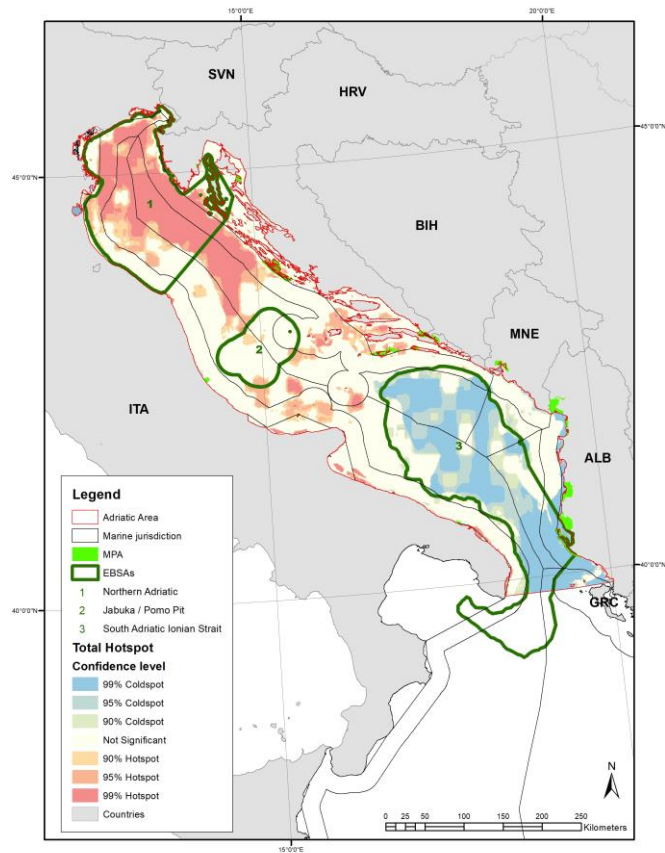 15°0'0"E
20°0'0"E
SVN
HRV
45°0'0"N
45°0'0"N
1
BIH
MNE
2
ITA
3
ALB
Legend
Adriatic Area
Marine jurisdiction
MPA
EBSAs
1 Northern Adriatic
2 Jabuka / Pomo Pit
3 South Adriatic Ionian Strait
Total Hotspot
Confidence level
99% Coldspot
95% Coldspot
90% Coldspot
Not Significant
90% Hotspot
95% Hotspot
99% Hotspot
Countries
40°0'0"N
40°0'0"N
GRC
N
0 25 50 100 150 200 250
Kilometers
15°0'0"E